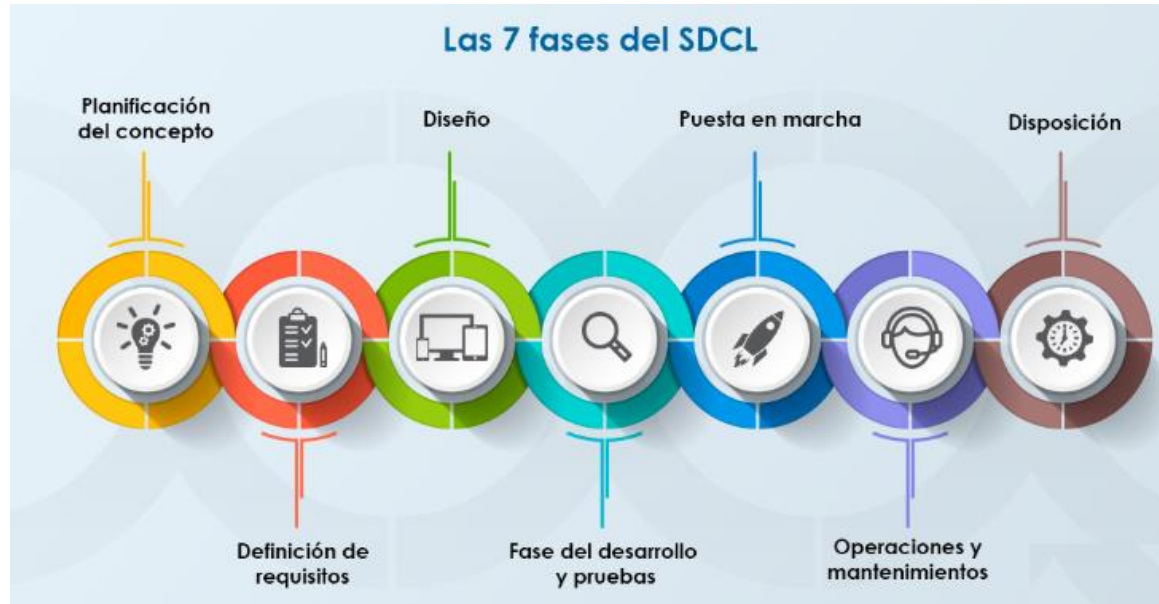 Las 7 fases del SDCL
Planificación
del concepto
Definición de
requisitos
Diseño
Fase del desarrollo
y pruebas
Puesta en marcha
Operaciones y
mantenimientos
Disposición